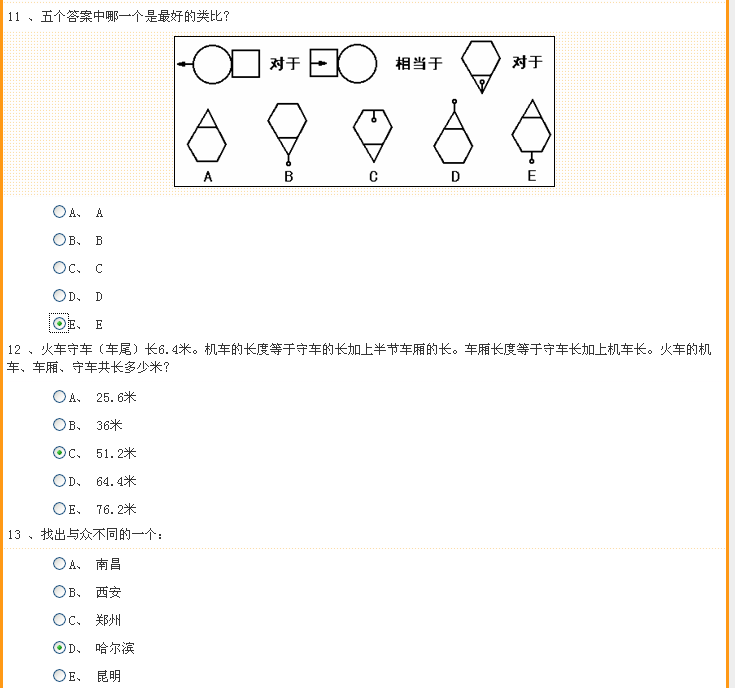 11 、五个答案中哪一个是最好的类比?
对于 相当于 对于
A B C D E
A、 A
B、 B
C、 C
D、 D
E、 E
12 、火车守车(车尾)长6.4米。机车的长度等于守车的长加上半节车厢的长。车厢长度等于守车长加上机车长。火车的机
车、车厢、守车共长多少米?
A、 25.6米
B、 36米
C、 51.2米
D、 64.4米
E、 76.2米
13 、找出与众不同的一个:
A、 南昌
B、 西安
C、 郑州
D、 哈尔滨
E、 昆明